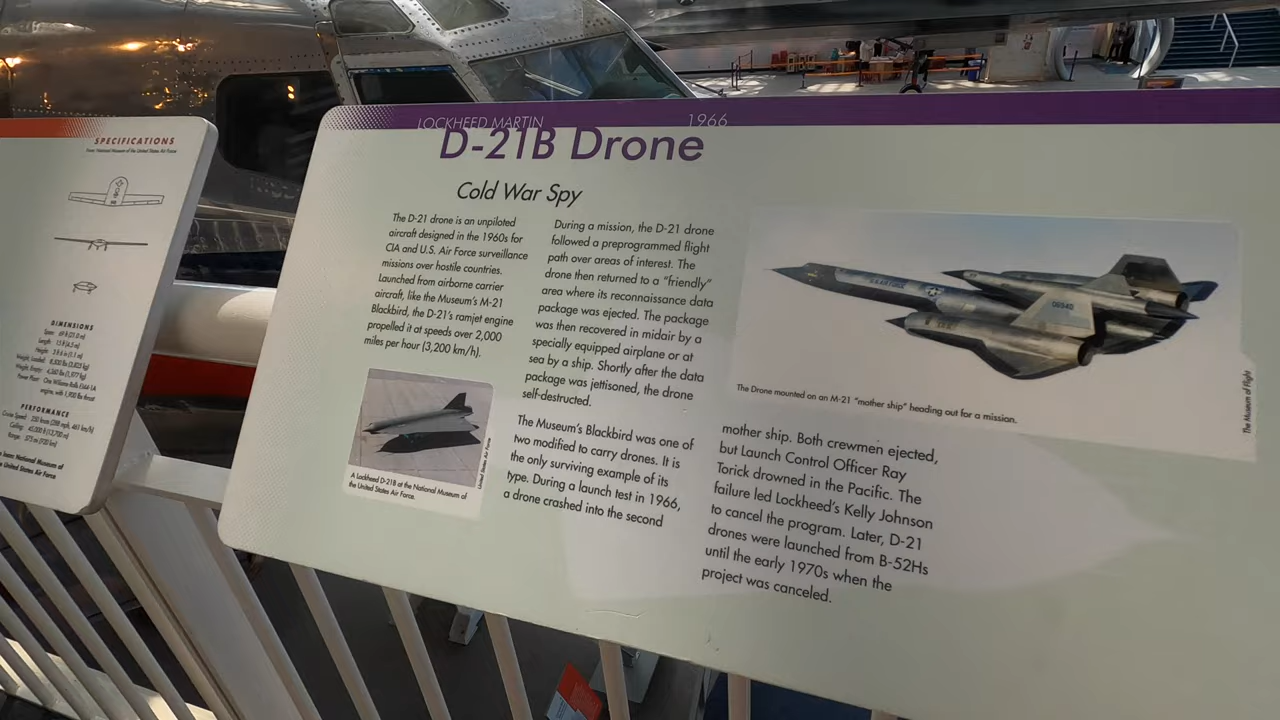 SPECIFICATIONS
DIMENSIONS
PERFORMANCE
LOCKHEED MARTIN 1966
D-21B Drone
Cold War Spy
The D-21 drone is an unpiloted
aircraft designed in the 1960s for
CIA and U.S. Air Force surveillance
missions over hostile countries.
Launched from airborne carrier
aircraft, like the Museum's M-21
Blackbird, the D-21's ramjet engine
propelled it at speeds over 2,000
miles per hour (3,200 km/h).
A Lockheed D-21B at the National Museum of
the United States Air Force.
United States Air Force
During a mission, the D-21 drone
followed a preprogrammed flight
path over areas of interest. The
drone then returned to a "friendly"
area where its reconnaissance data
package was ejected. The package
was then recovered in midair by a
specially equipped airplane or at
sea by a ship. Shortly after the data
package was jettisoned, the drone
self-destructed.
The Museum's Blackbird was one of
two modified to carry drones. It is
the only surviving example of its
type. During a launch test in 1966,
a drone crashed into the second
The Drone mounted on an M-21 "mother ship" heading out for a mission.
The Museum of Flight
mother ship. Both crewmen ejected,
but Launch Control Officer Ray
Torick drowned in the Pacific. The
failure led Lockheed's Kelly Johnson
to cancel the program. Later, D-21
drones were launched from B-52Hs
until the early 1970s when the
project was canceled.